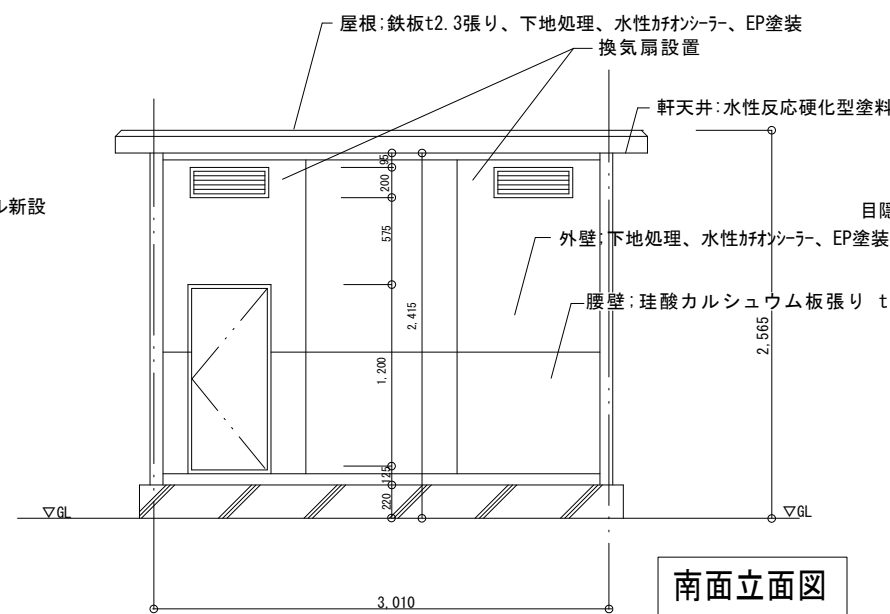 屋根;鉄板t2.3張り、下地処理、水性ｶﾁｵﾝｼｰﾗｰ、EP塗装
換気扇設置
軒天井:水性反応硬化型塗料
ル新設
目隠
外壁;下地処理、水性ｶﾁｵﾝｼｰﾗｰ、EP塗装
腰壁;珪酸カルシュウム板張り t
95
200
575
2,415
2,565
1,200
125
220
▽GL
▽GL
3,010
南面立面図